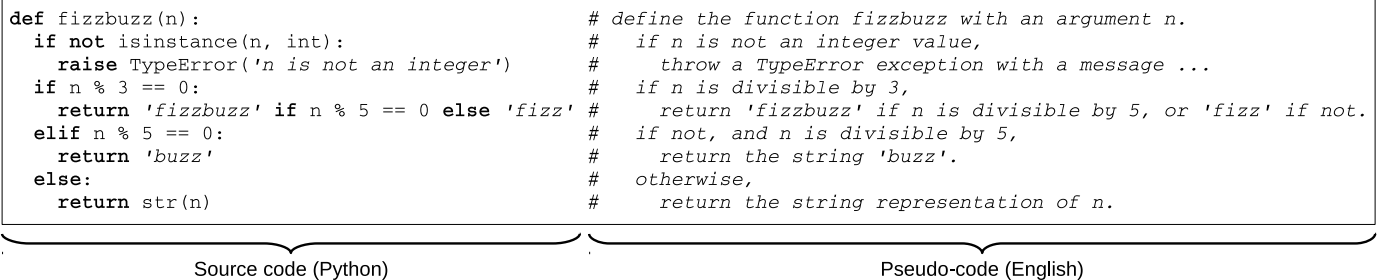 def fizzbuzz(n): # define the function fizzbuzz with an argument n.
if not isinstance(n, int): # if n is not an integer value,
raise TypeError('n is not an integer') # throw a TypeError exception with a message ...
if n % 3 == 0: # if n is divisible by 3,
return 'fizzbuzz' if n % 5 == 0 else 'fizz' # return 'fizzbuzz' if n is divisible by 5, or 'fizz' if not.
elif n % 5 == 0: # if not, and n is divisible by 5,
return 'buzz' # return the string 'buzz'.
else: # otherwise,
return str(n) # return the string representation of n.
Source code (Python) Pseudo-code (English)